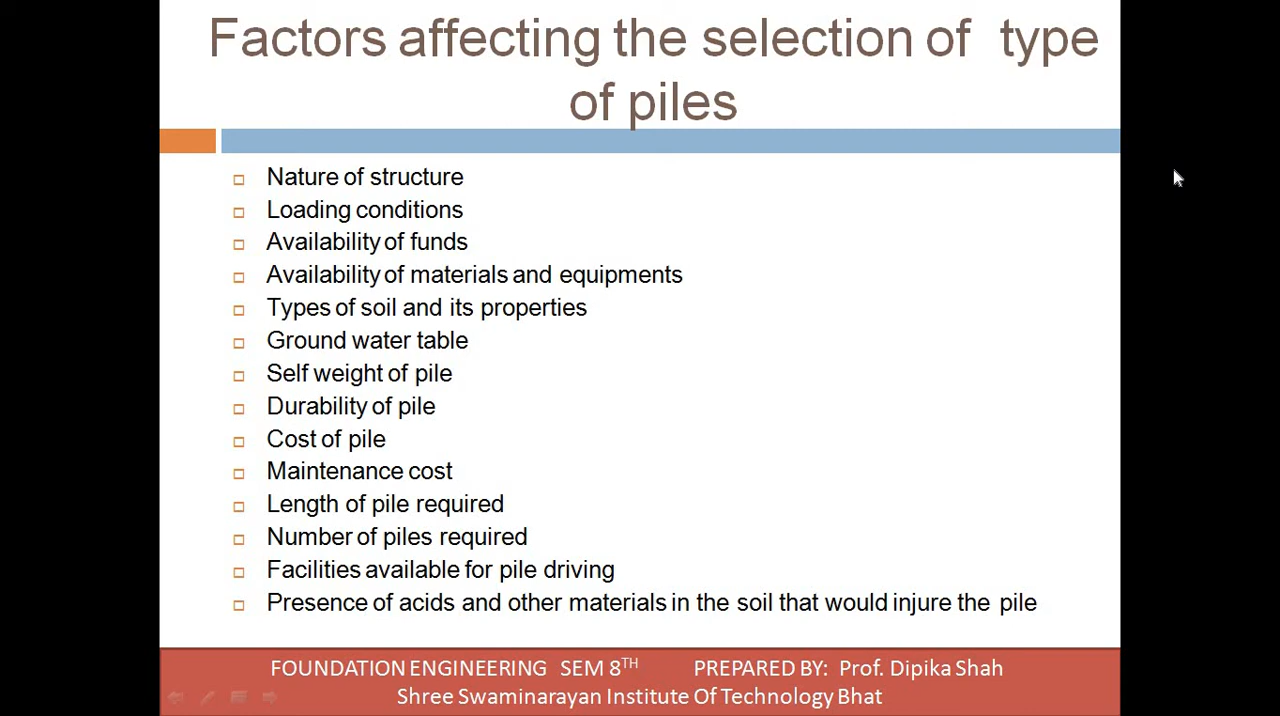 Factors affecting the selection of type
of piles
Nature of structure
Loading conditions
Availability of funds
Availability of materials and equipments
Types of soil and its properties
Ground water table
Self weight of pile
Durability of pile
Cost of pile
Maintenance cost
Length of pile required
Number of piles required
Facilities available for pile driving
Presence of acids and other materials in the soil that would injure the pile
FOUNDATION ENGINEERING SEM 8TH PREPARED BY: Prof. Dipika Shah
Shree Swaminarayan Institute Of Technology Bhat